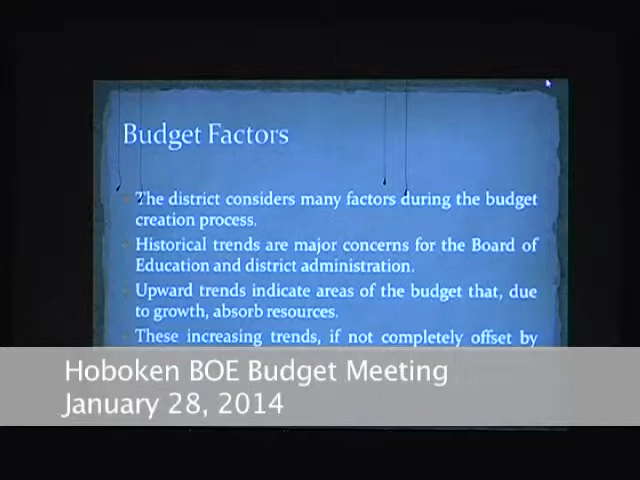 Budget Factors
The district considers many factors during the budget
creation process.
Historical trends are major concerns for the Board of
Education and district administration.
Upward trends indicate areas of the budget that, due
to growth, absorb resources.
These increasing trends, if not completely offset by
Hoboken BOE Budget Meeting
January 28, 2014